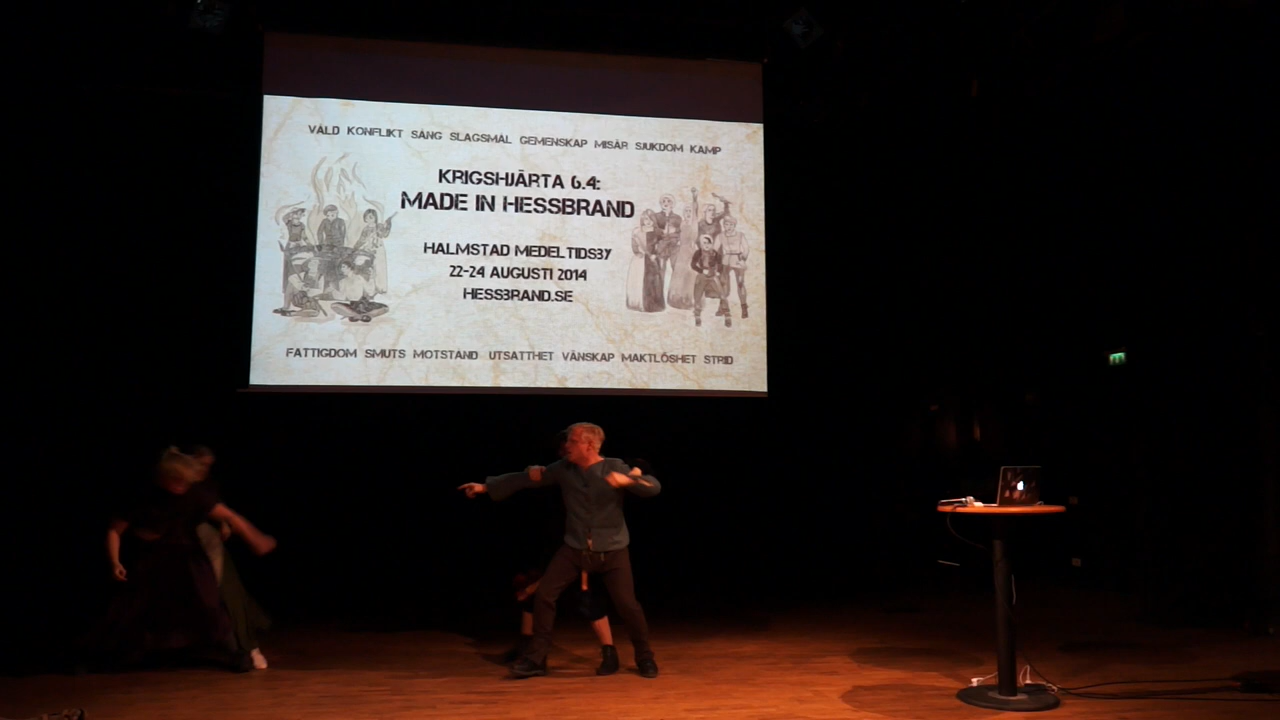 VÅLD KONFLIKT SÅNG SLAGSMÅL GEMENSKAP MISÄR SJUKDOM KAMP
KRIGSHJÄRTA 6.4:
MADE IN HESSBRAND
HALMSTAD MEDELTIDSBY
22-24 AUGUSTI 2014
HESSBRAND.SE
FATTIGDOM SMUTS MOTSTÅND UTSATTHET VÄNSKAP MAKTLÖSHET STRID